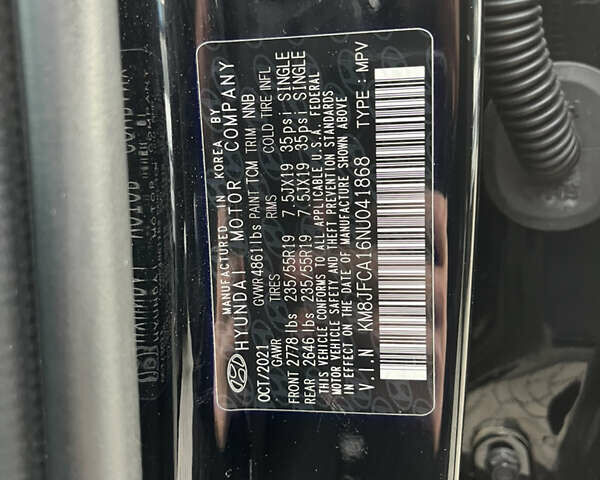 MANUFACTURED IN KOREA BY
HYUNDAI MOTOR COMPANY
OCT/2021 GVWR 4861 lbs PAINT TCM TRIM NNB
GAWR TIRES RIMS COLD TIRE INFL
FRONT 2778 lbs 235/55R19 7.5JX19 35psi SINGLE
REAR 2646 lbs 235/55R19 7.5JX19 35psi SINGLE
THIS VEHICLE CONFORMS TO ALL APPLICABLE U.S.A. FEDERAL
MOTOR VEHICLE SAFETY AND THEFT PREVENTION STANDARDS
IN EFFECT ON THE DATE OF MANUFACTURE SHOWN ABOVE
V.I.N KM8JFCA16NU041868 TYPE : MPV